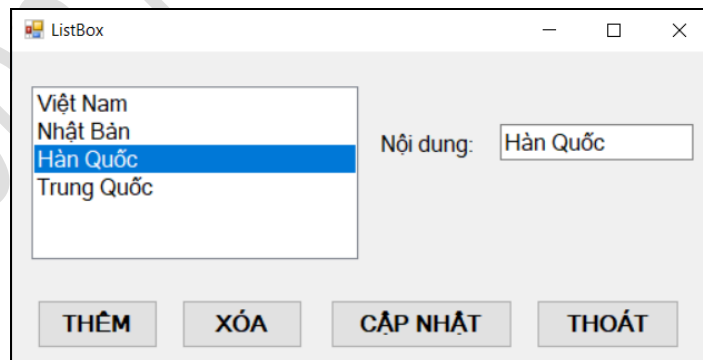 ListBox
Việt Nam
Nhật Bản
Hàn Quốc
Trung Quốc
Nội dung: Hàn Quốc
THÊM XÓA CẬP NHẬT THOÁT